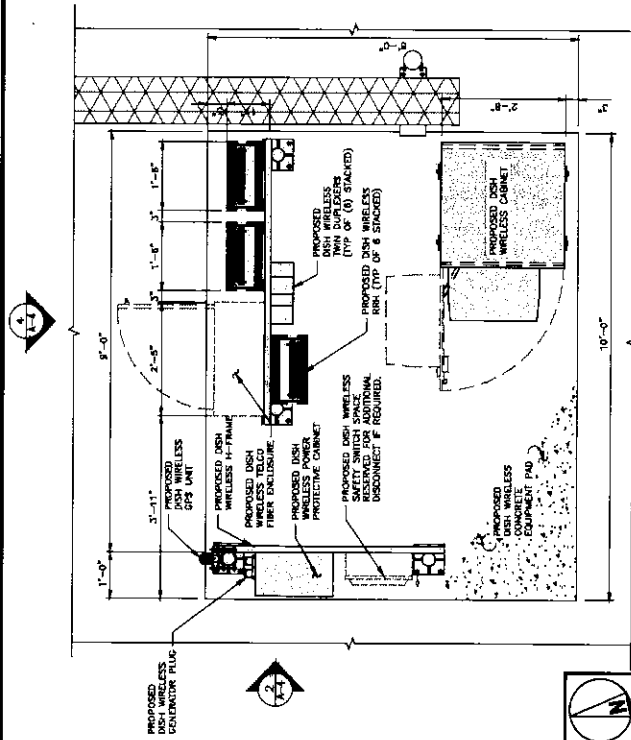 4
A-4
9'-0"
1'-0"
3'-11"
2'-5"
3"
1'-6"
3"
1'-6"
8'-0"
2'-8"
3"
10'-0"
2
A-4
PROPOSED
DISH WIRELESS
GENERATOR PLUG
PROPOSED
DISH WIRELESS
GPS UNIT
PROPOSED DISH
WIRELESS H-FRAME
PROPOSED DISH
WIRELESS TELCO
FIBER ENCLOSURE
PROPOSED DISH
WIRELESS POWER
PROTECTIVE CABINET
PROPOSED DISH WIRELESS
SAFETY SWITCH SPACE
RESERVED FOR ADDITIONAL
DISCONNECT IF REQUIRED.
PROPOSED
DISH WIRELESS
TWIN DUPLEXERS
(TYP OF (6) STACKED)
PROPOSED DISH WIRELESS
RRH (TYP OF 6 STACKED)
PROPOSED DISH
WIRELESS CABINET
PROPOSED
DISH WIRELESS
CONCRETE
EQUIPMENT PAD
N